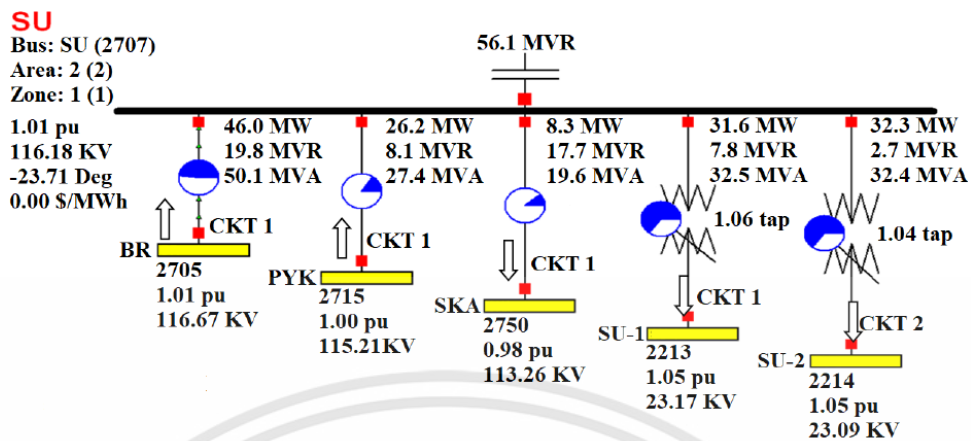 SU
Bus: SU (2707)
Area: 2 (2)
Zone: 1 (1)
1.01 pu
116.18 KV
-23.71 Deg
0.00 $/MWh
56.1 MVR
46.0 MW
19.8 MVR
50.1 MVA
CKT 1
BR
2705
1.01 pu
116.67 KV
26.2 MW
8.1 MVR
27.4 MVA
CKT 1
PYK
2715
1.00 pu
115.21KV
8.3 MW
17.7 MVR
19.6 MVA
CKT 1
SKA
2750
0.98 pu
113.26 KV
31.6 MW
7.8 MVR
32.5 MVA
1.06 tap
CKT 1
SU-1
2213
1.05 pu
23.17 KV
32.3 MW
2.7 MVR
32.4 MVA
1.04 tap
CKT 2
SU-2
2214
1.05 pu
23.09 KV